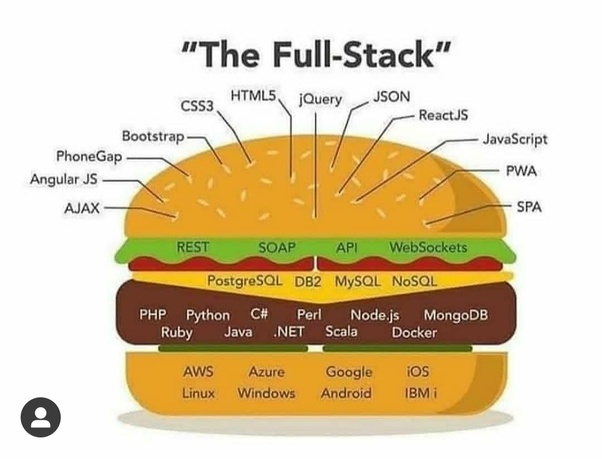 "The Full-Stack"
HTML5 jQuery JSON
CSS3 ReactJS
Bootstrap JavaScript
PhoneGap PWA
Angular JS
AJAX SPA
REST SOAP API WebSockets
PostgreSQL DB2 MySQL NoSQL
PHP Python C# Perl Node.js MongoDB
Ruby Java .NET Scala Docker
AWS Azure Google iOS
Linux Windows Android IBM i